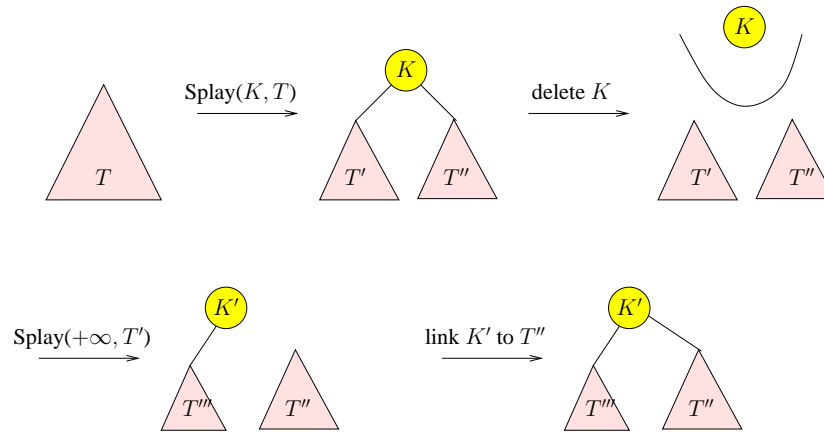 T
Splay(K, T)
K
T′
T″
delete K
K
T′
T″
Splay(+∞, T′)
K′
T‴
T″
link K′ to T″
K′
T‴
T″